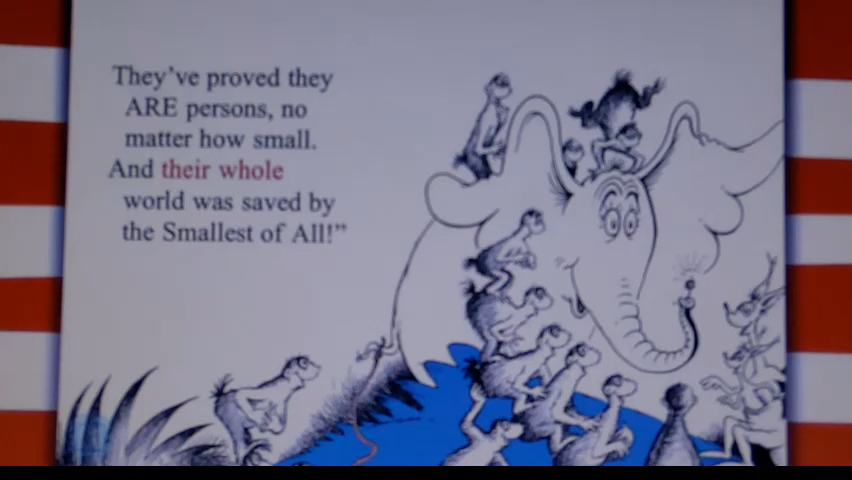 They've proved they
ARE persons, no
matter how small.
And their whole
world was saved by
the Smallest of All!”